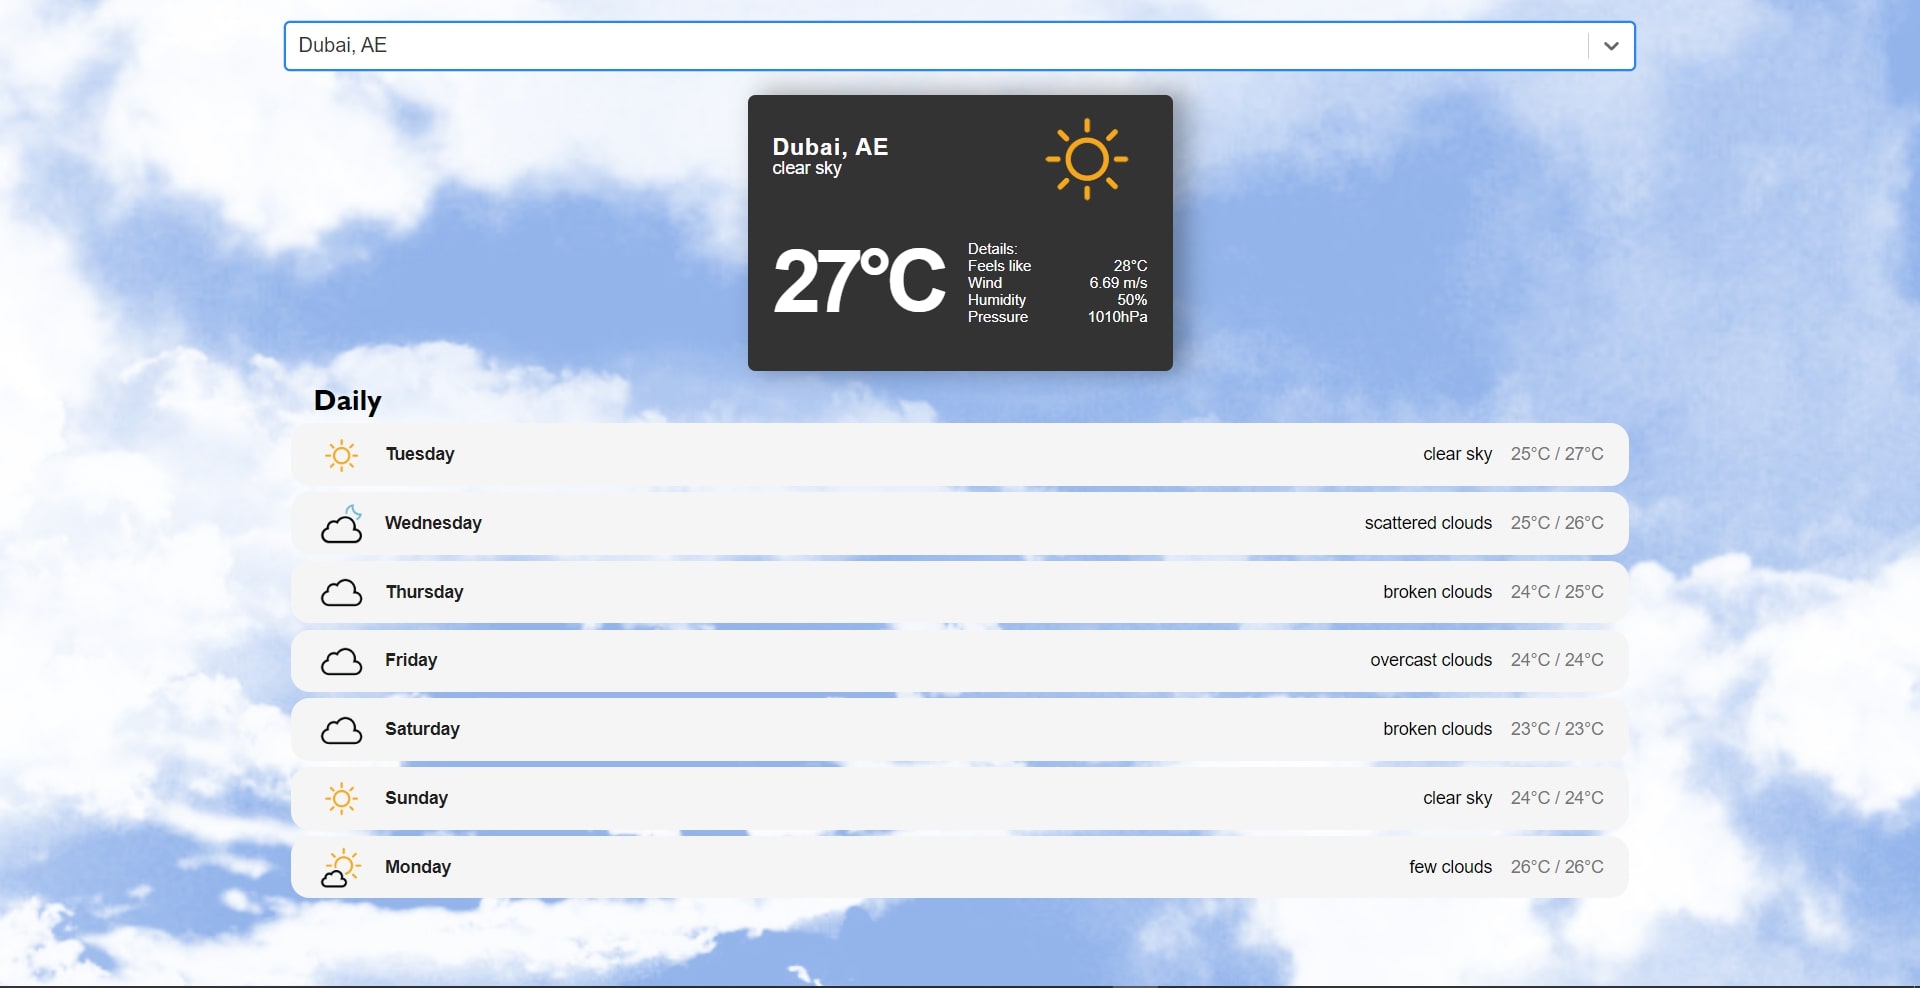 Dubai, AE
Dubai, AE
clear sky
27°C
Details:
Feels like 28°C
Wind 6.69 m/s
Humidity 50%
Pressure 1010hPa
Daily
Tuesday clear sky 25°C / 27°C
Wednesday scattered clouds 25°C / 26°C
Thursday broken clouds 24°C / 25°C
Friday overcast clouds 24°C / 24°C
Saturday broken clouds 23°C / 23°C
Sunday clear sky 24°C / 24°C
Monday few clouds 26°C / 26°C